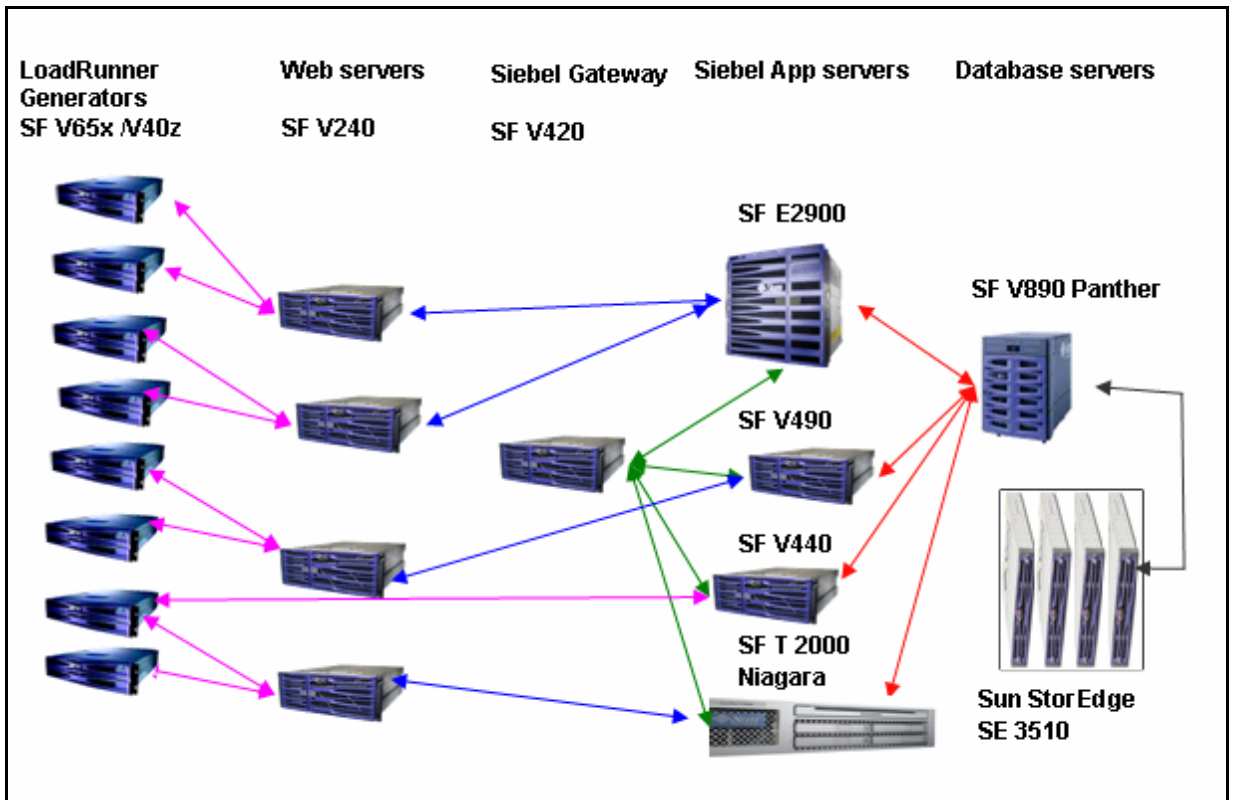 LoadRunner
Generators
SF V65x /V40z
Web servers
SF V240
Siebel Gateway
SF V420
Siebel App servers
Database servers
SF E2900
SF V890 Panther
SF V490
SF V440
SF T 2000
Niagara
Sun StorEdge
SE 3510